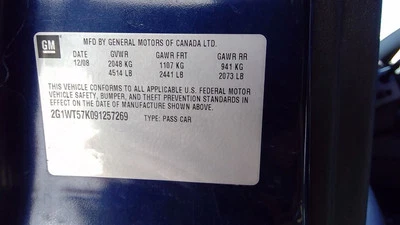 GM MFD BY GENERAL MOTORS OF CANADA LTD.
DATE GVWR GAWR FRT GAWR RR
12/08 2048 KG 1107 KG 941 KG
4514 LB 2441 LB 2073 LB
THIS VEHICLE CONFORMS TO ALL APPLICABLE U.S. FEDERAL MOTOR
VEHICLE SAFETY, BUMPER, AND THEFT PREVENTION STANDARDS IN
EFFECT ON THE DATE OF MANUFACTURE SHOWN ABOVE.
2G1WT57K091257269 TYPE: PASS CAR